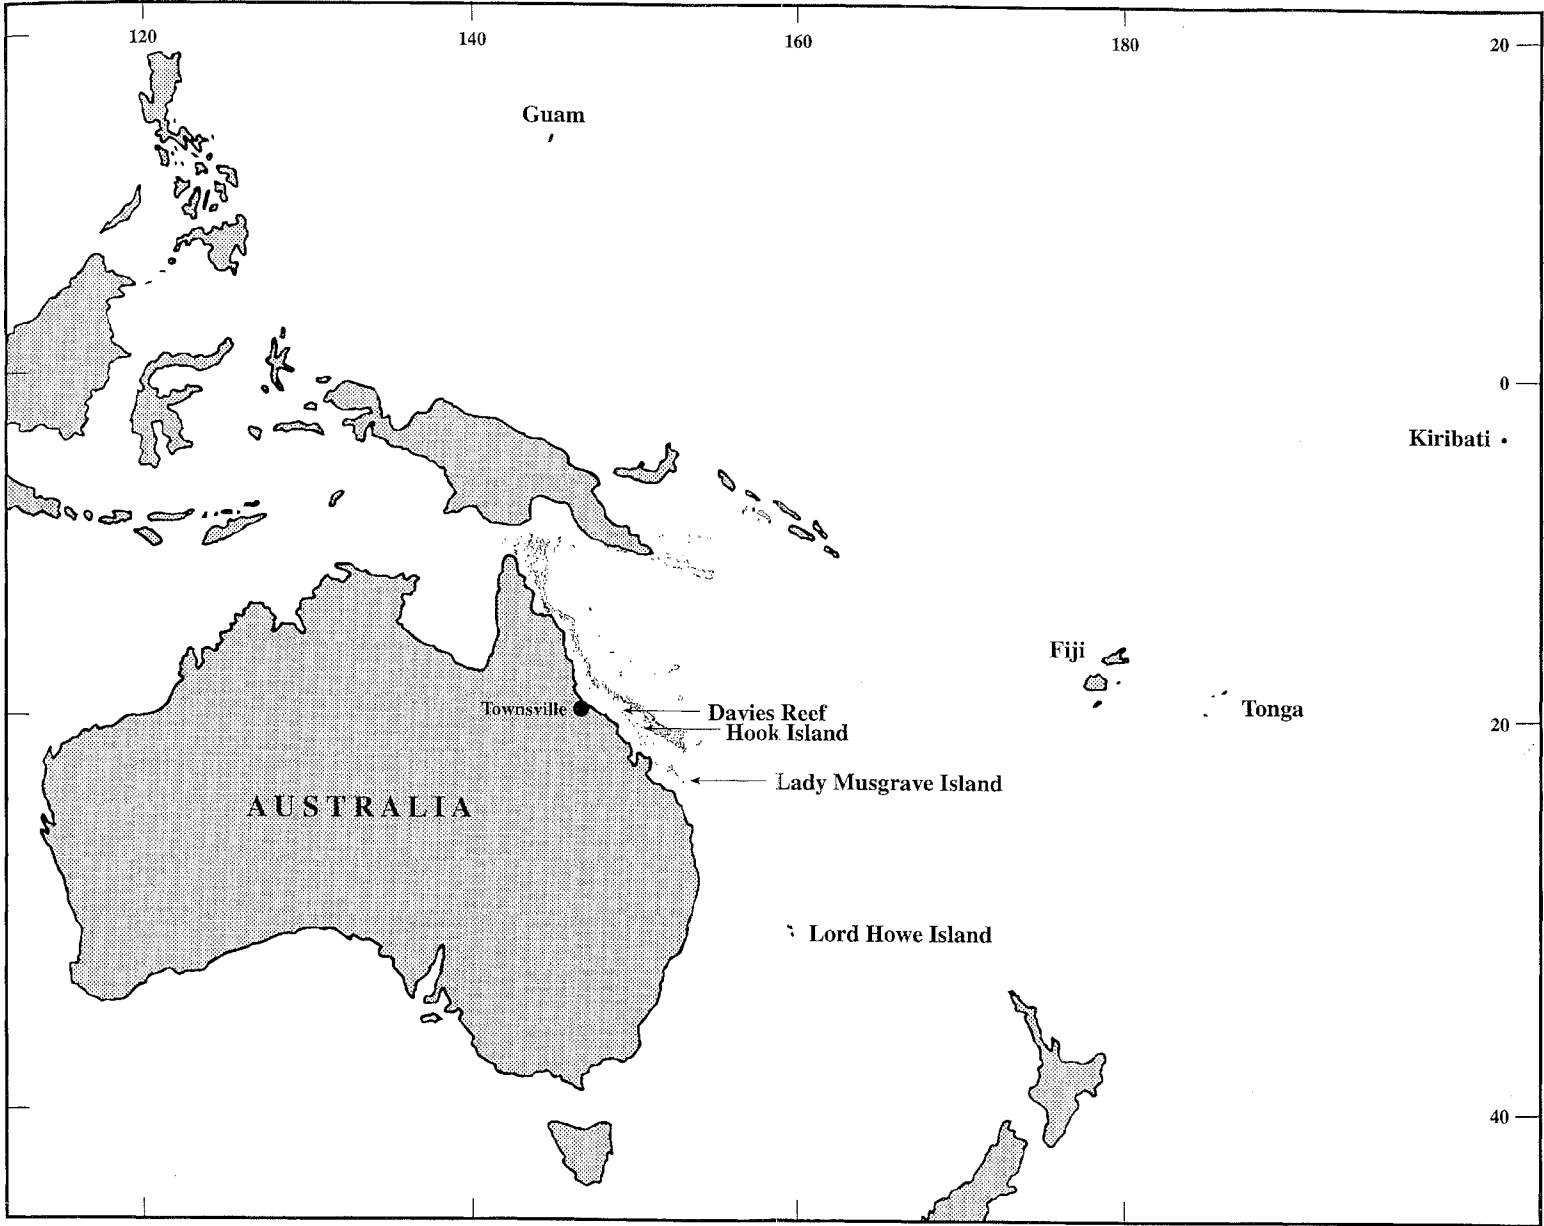 120
140
160
180
20
Guam
0
Kiribati
Fiji
Tonga
Townsville
Davies Reef
20
Hook Island
Lady Musgrave Island
AUSTRALIA
Lord Howe Island
40